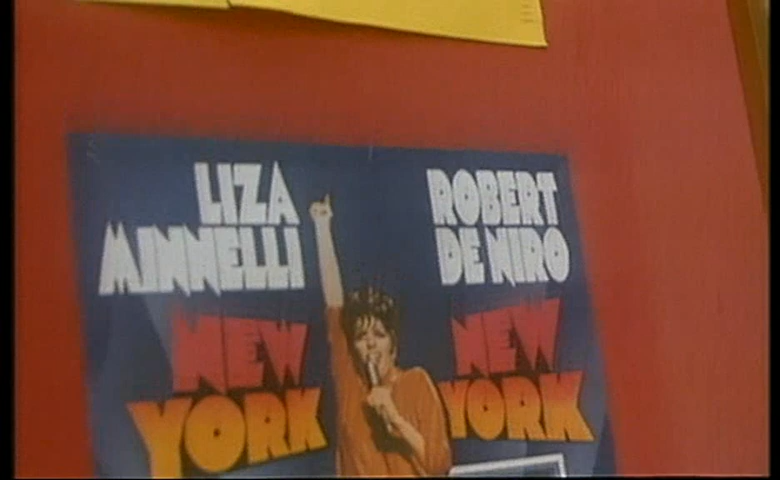 LIZA
MINNELLI
ROBERT
DE NIRO
NEW
YORK
NEW
YORK